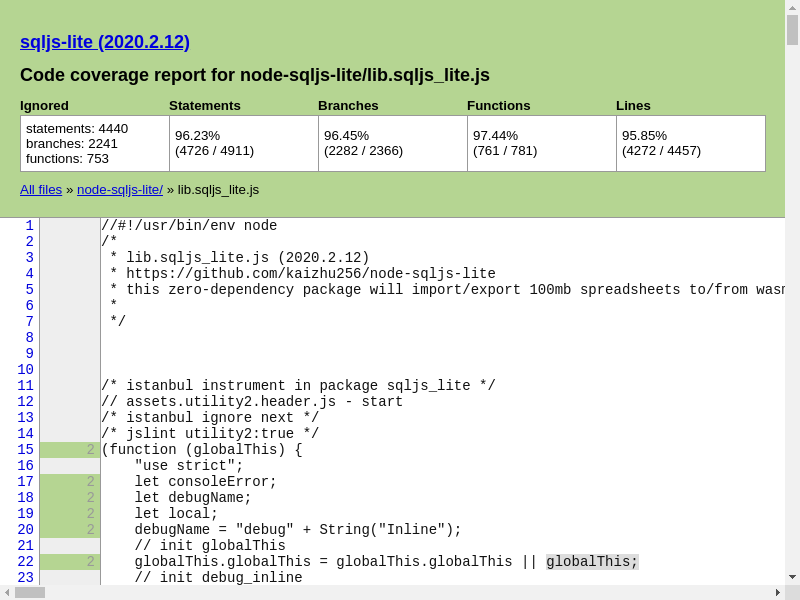 sqljs-lite (2020.2.12)
Code coverage report for node-sqljs-lite/lib.sqljs_lite.js
Ignored Statements Branches Functions Lines
statements: 4440
branches: 2241
functions: 753
96.23%
(4726 / 4911)
96.45%
(2282 / 2366)
97.44%
(761 / 781)
95.85%
(4272 / 4457)
All files » node-sqljs-lite/ » lib.sqljs_lite.js
1 //#!/usr/bin/env node
2 /*
3  * lib.sqljs_lite.js (2020.2.12)
4  * https://github.com/kaizhu256/node-sqljs-lite
5  * this zero-dependency package will import/export 100mb spreadsheets to/from
6  *
7  */
8
9
10
11 /* istanbul instrument in package sqljs_lite */
12 // assets.utility2.header.js - start
13 /* istanbul ignore next */
14 /* jslint utility2:true */
15 2 (function (globalThis) {
16     "use strict";
17 2     let consoleError;
18 2     let debugName;
19 2     let local;
20 2     debugName = "debug" + String("Inline");
21     // init globalThis
22 2     globalThis.globalThis = globalThis.globalThis || globalThis;
23     // init debug_inline